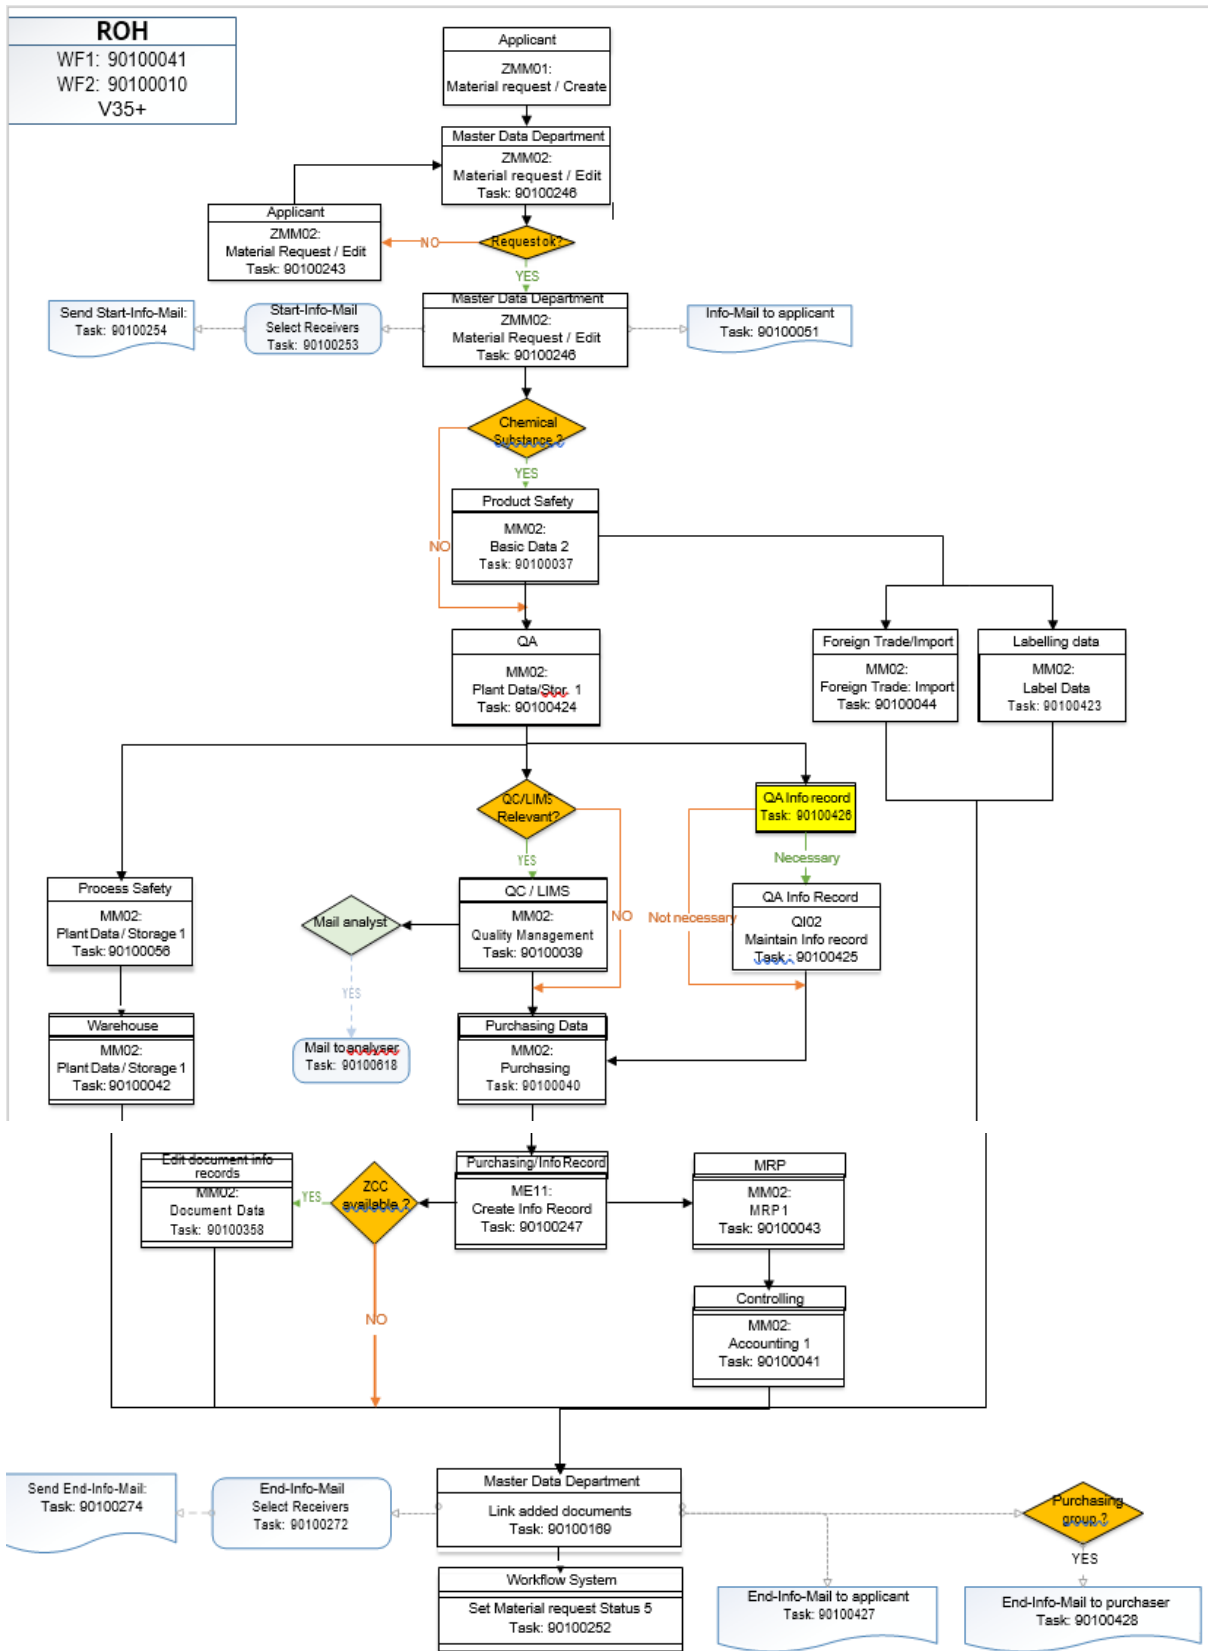 ROH
WF1: 90100041
WF2: 90100010
V35+
Applicant
ZMM01:
Material request / Create
Master Data Department
ZMM02:
Material request / Edit
Task: 90100246
Applicant
ZMM02:
Material Request / Edit
Task: 90100243
NO
Request ok?
YES
Send Start-Info-Mail:
Task: 90100254
Start-Info-Mail
Select Receivers
Task: 90100253
Master Data Department
ZMM02:
Material Request / Edit
Task: 90100246
Info-Mail to applicant
Task: 90100051
Chemical
Substance ?
YES
NO
Product Safety
MM02:
Basic Data 2
Task: 90100037
QA
MM02:
Plant Data/Stor. 1
Task: 90100424
Foreign Trade/Import
MM02:
Foreign Trade: Import
Task: 90100044
Labelling data
MM02:
Label Data
Task: 90100423
QC/LIMS
Relevant?
YES
NO
QA Info record
Task: 90100426
Necessary
Not necessary
Process Safety
MM02:
Plant Data / Storage 1
Task: 90100056
Mail analyst
YES
QC / LIMS
MM02:
Quality Management
Task: 90100039
QA Info Record
QI02
Maintain Info record
Task : 90100425
Warehouse
MM02:
Plant Data / Storage 1
Task: 90100042
Mail to analyser
Task: 90100618
Purchasing Data
MM02:
Purchasing
Task: 90100040
Edit document info
records
MM02:
Document Data
Task: 90100358
YES
ZCC
available ?
NO
Purchasing/Info Record
ME11:
Create Info Record
Task: 90100247
MRP
MM02:
MRP1
Task: 90100043
Controlling
MM02:
Accounting 1
Task: 90100041
Send End-Info-Mail:
Task: 90100274
End-Info-Mail
Select Receivers
Task: 90100272
Master Data Department
Link added documents
Task: 90100169
Purchasing
group ?
YES
Workflow System
Set Material request Status 5
Task: 90100252
End-Info-Mail to applicant
Task: 90100427
End-Info-Mail to purchaser
Task: 90100428